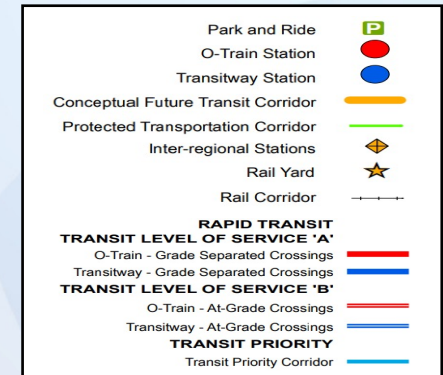 Park and Ride P
O-Train Station
Transitway Station
Conceptual Future Transit Corridor
Protected Transportation Corridor
Inter-regional Stations
Rail Yard
Rail Corridor
RAPID TRANSIT
TRANSIT LEVEL OF SERVICE 'A'
O-Train - Grade Separated Crossings
Transitway - Grade Separated Crossings
TRANSIT LEVEL OF SERVICE 'B'
O-Train - At-Grade Crossings
Transitway - At-Grade Crossings
TRANSIT PRIORITY
Transit Priority Corridor